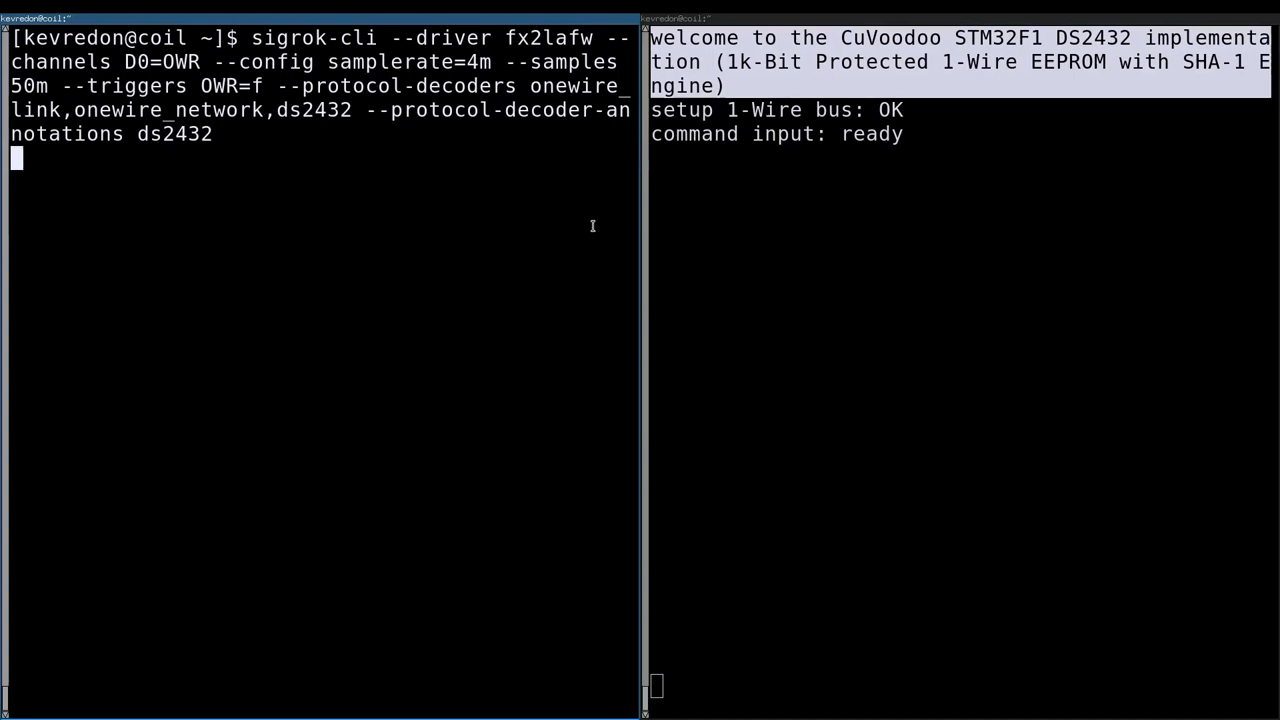 kevredon@coil:~
[kevredon@coil ~]$ sigrok-cli --driver fx2lafw --
channels D0=OWR --config samplerate=4m --samples
50m --triggers OWR=f --protocol-decoders onewire_
link,onewire_network,ds2432 --protocol-decoder-an
notations ds2432
kevredon@coil:~
welcome to the CuVoodoo STM32F1 DS2432 implementa
tion (1k-Bit Protected 1-Wire EEPROM with SHA-1 E
ngine)
setup 1-Wire bus: OK
command input: ready